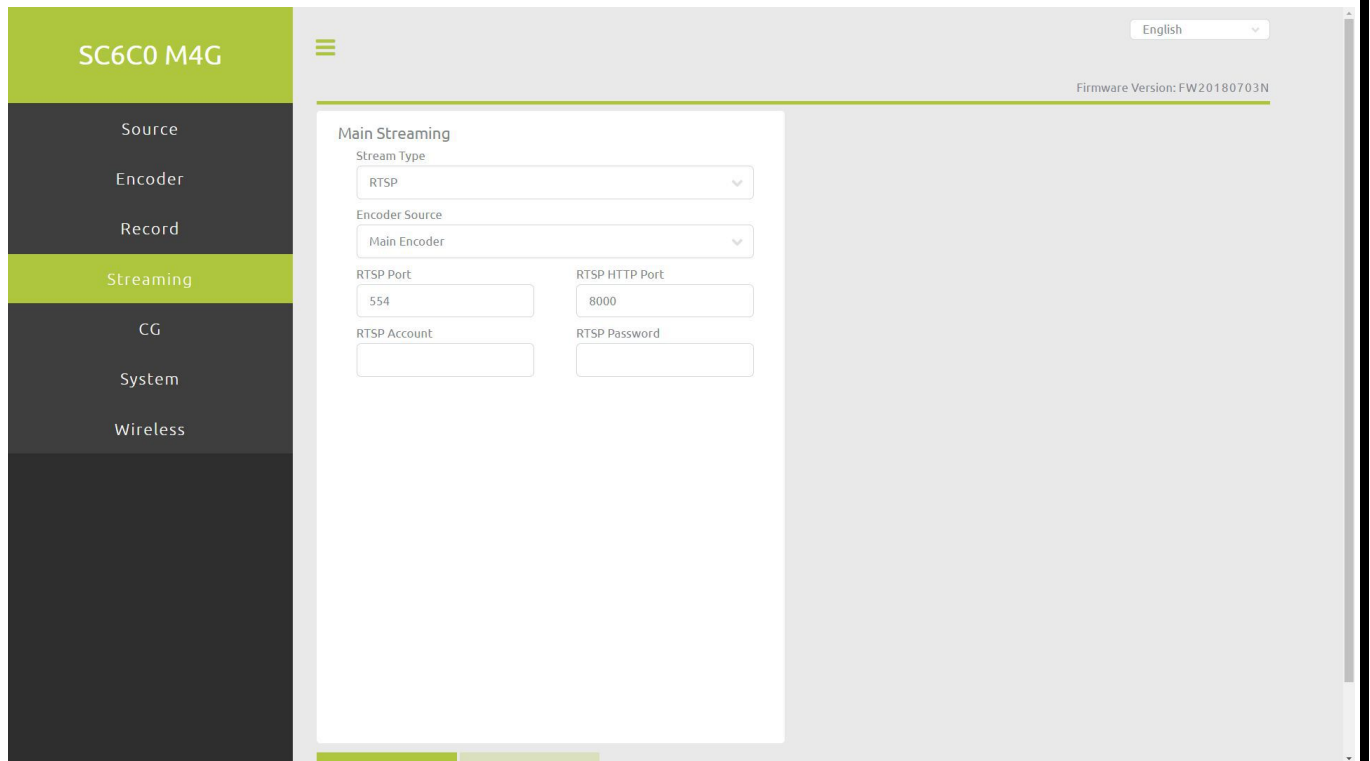 SC6C0 M4G
English
Firmware Version: FW20180703N
Source
Encoder
Record
Streaming
CG
System
Wireless
Main Streaming
Stream Type
RTSP
Encoder Source
Main Encoder
RTSP Port RTSP HTTP Port
554 8000
RTSP Account RTSP Password